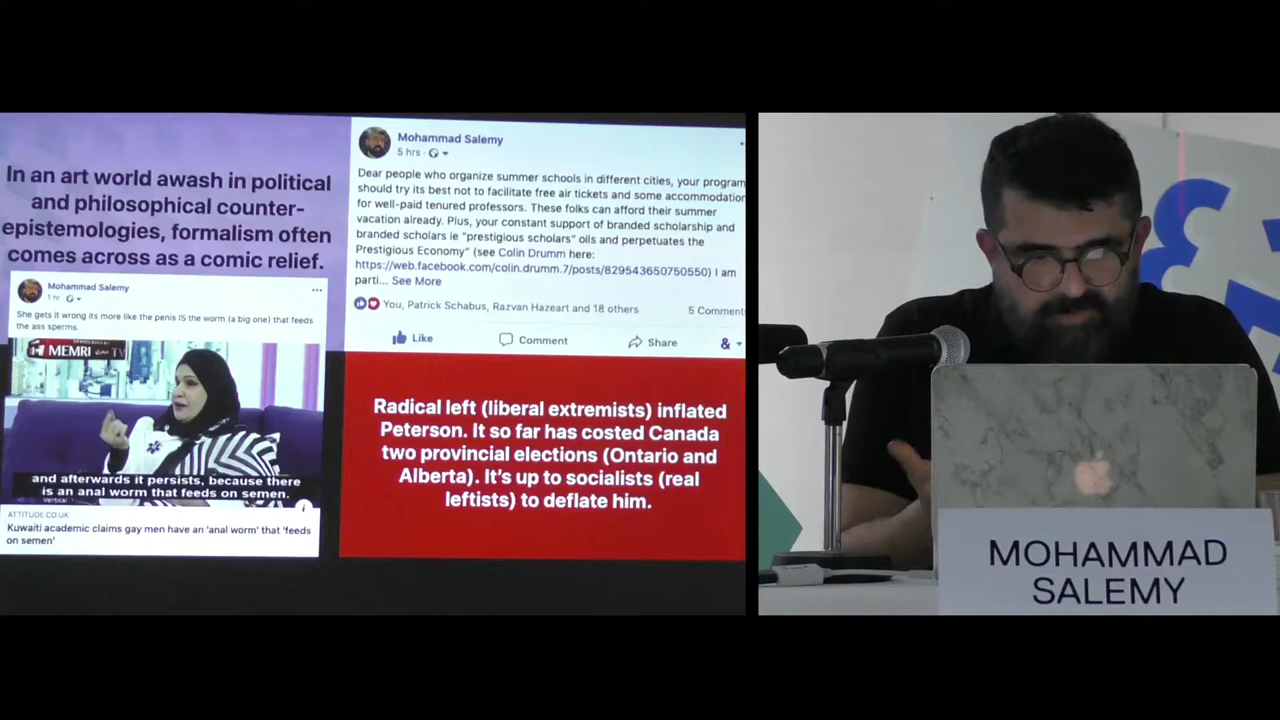 In an art world awash in political
and philosophical counter-
epistemologies, formalism often
comes across as a comic relief.
Mohammad Salemy
1 hr
She gets it wrong its more like the penis IS the worm (a big one) that feeds
the ass sperms.
MEMRI TV
and afterwards it persists, because there
is an anal worm that feeds on semen.
Vertical
ATTITUDE.CO.UK
Kuwaiti academic claims gay men have an 'anal worm' that 'feeds
on semen'
Mohammad Salemy
5 hrs
Dear people who organize summer schools in different cities, your program
should try its best not to facilitate free air tickets and some accommodation
for well-paid tenured professors. These folks can afford their summer
vacation already. Plus, your constant support of branded scholarship and
branded scholars ie "prestigious scholars" oils and perpetuates the
Prestigious Economy" (see Colin Drumm here:
https://web.facebook.com/colin.drumm.7/posts/829543650750550) I am
parti... See More
You, Patrick Schabus, Razvan Hazeart and 18 others
5 Comments
Like
Comment
Share
&
Radical left (liberal extremists) inflated
Peterson. It so far has costed Canada
two provincial elections (Ontario and
Alberta). It's up to socialists (real
leftists) to deflate him.
MOHAMMAD
SALEMY